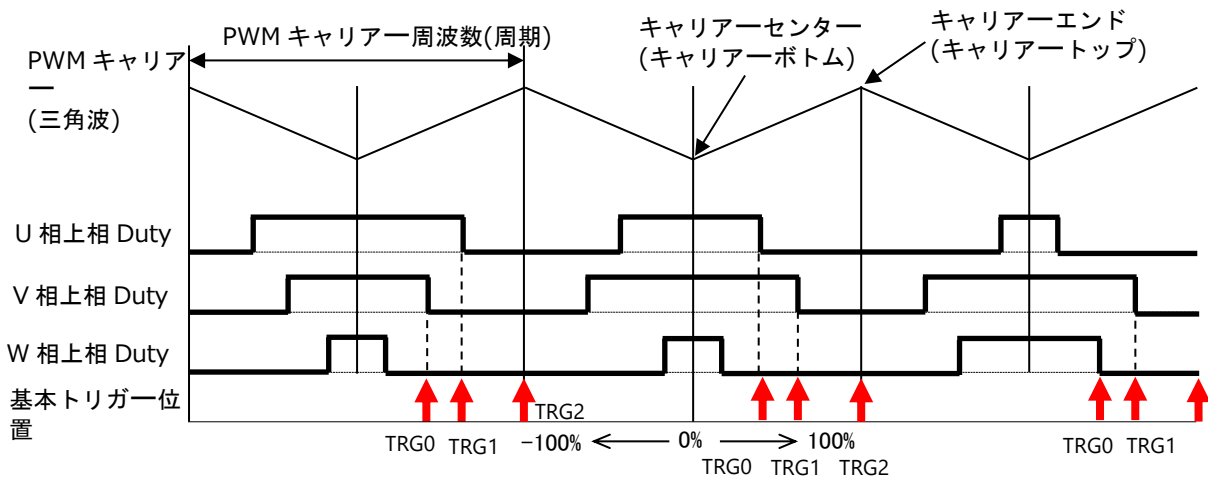 PWM キャリアー周波数(周期)
キャリアーセンター
(キャリアーボトム)
キャリアーエンド
(キャリアートップ)
PWM キャリア
ー
(三角波)
U 相上相 Duty
V 相上相 Duty
W 相上相 Duty
基本トリガー位
置
TRG0
TRG1
TRG2
-100%
0%
100%
TRG0
TRG1
TRG2
TRG0
TRG1